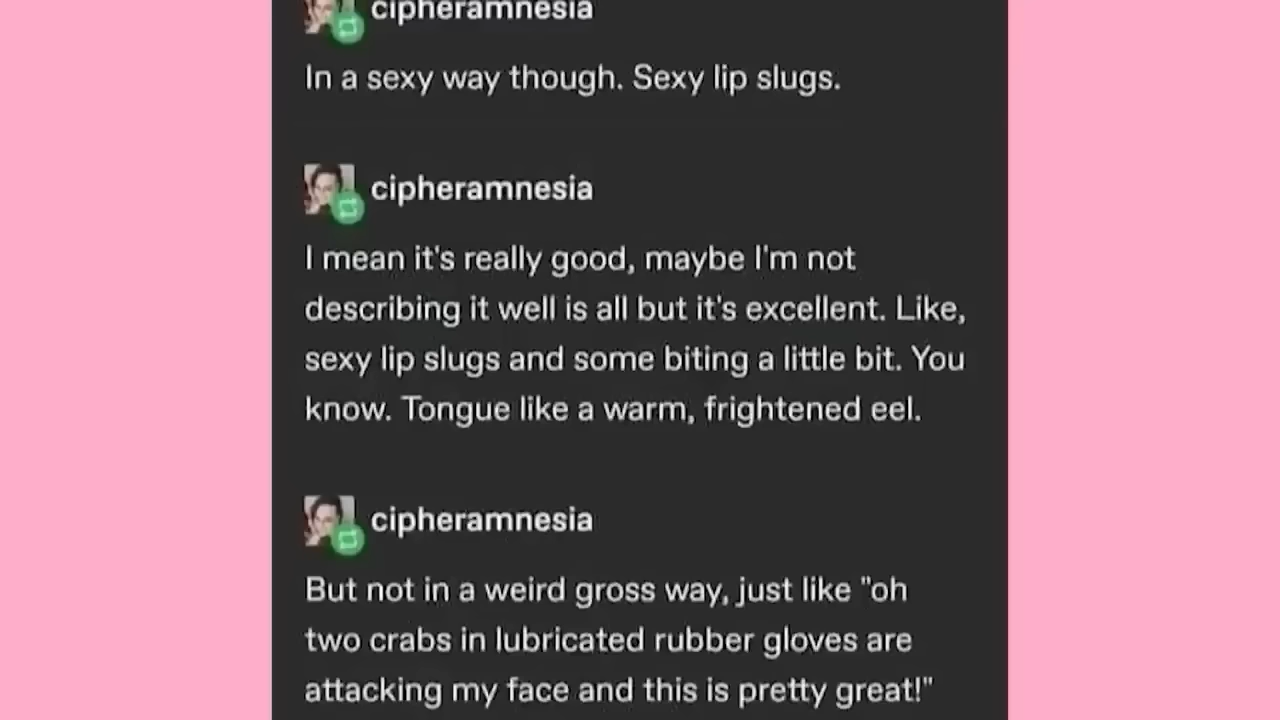 cipheramnesia
In a sexy way though. Sexy lip slugs.
cipheramnesia
I mean it's really good, maybe I'm not
describing it well is all but it's excellent. Like,
sexy lip slugs and some biting a little bit. You
know. Tongue like a warm, frightened eel.
cipheramnesia
But not in a weird gross way, just like "oh
two crabs in lubricated rubber gloves are
attacking my face and this is pretty great!"